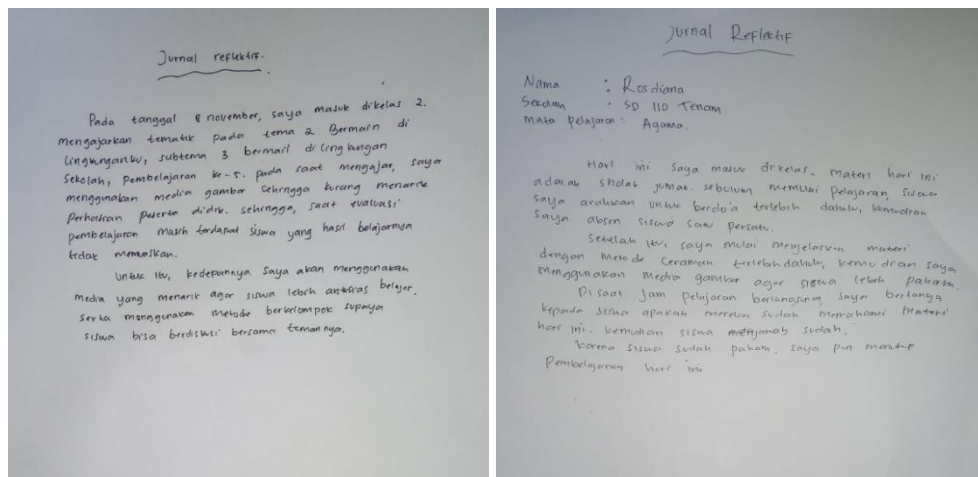 Jurnal reflektif.
Pada tanggal 8 november, saya masuk dikelas 2.
mengajarkan tematik pada tema 2 Bermain di
lingkunganku, subtema 3 bermail di lingkungan
Sekolah, pembelajaran ke-5. pada saat mengajar, saya
menggunakan media gambar sehingga kurang menarik
Perhatian peserta didik. sehingga, saat evaluasi
pembelajaran masih terdapat siswa yang hasil belajarnya
tidak memuaskan.
Untuk itu, kedepannya saya akan menggunakan
media yang menarik agar siswa lebih antusias belajar.
serta menggunakan metode berkelompok supaya
siswa bisa berdiskusi bersama temannya.
Jurnal Reflektif
Nama : Rosdiana
Sekolah : SD 110 Tenam
Mata Pelajaran : Agama.
Hari ini saya masuk dikelas. Materi hari ini
adalah sholat jumat. sebelum memulai pelajaran, siswa
saya arahkan untuk berdo'a terlebih dahulu, kemudian
saya absen siswa satu persatu.
Setelah itu, saya mulai menjelaskan materi
dengan metode ceramah terlebih dahulu, kemudian saya
menggunakan media gambar agar siswa lebih paham.
Disaat jam pelajaran berlangsung, saya bertanya
kepada siswa apakah mereka sudah memahami materi
hari ini. kemudian siswa menjawab sudah.
Karena siswa sudah paham, saya pun menutup
Pembelajaran hari ini